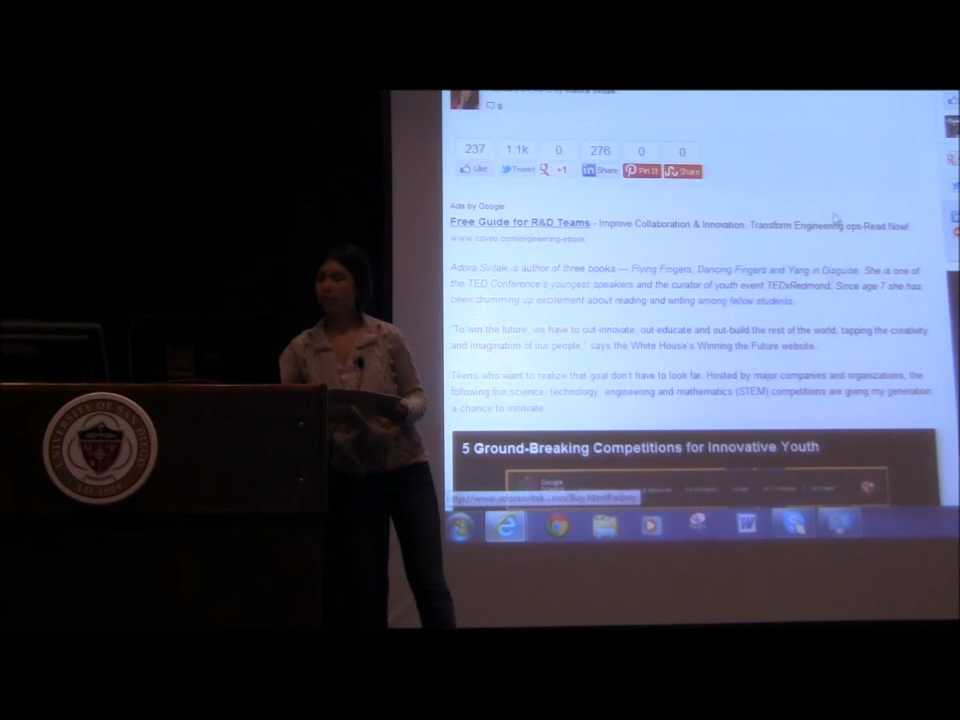 8
237 1.1k 0 276 0 0
Like Tweet +1 in Share Pin It Share
Ads by Google
Free Guide for R&D Teams - Improve Collaboration & Innovation. Transform Engineering ops-Read Now!
www.coveo.com/engineering-ebook
Adora Svitak is author of three books — Flying Fingers, Dancing Fingers and Yang in Disguise. She is one of
the TED Conference's youngest speakers and the curator of youth event TEDxRedmond. Since age 7 she has
been drumming up excitement about reading and writing among fellow students.
"To win the future, we have to out-innovate, out-educate and out-build the rest of the world, tapping the creativity
and imagination of our people," says the White House's Winning the Future website.
Teens who want to realize that goal don't have to look far. Hosted by major companies and organizations, the
following five science, technology, engineering and mathematics (STEM) competitions are giving my generation
a chance to innovate.
5 Ground-Breaking Competitions for Innovative Youth
Google
UNIVERSITY OF SAN DIEGO